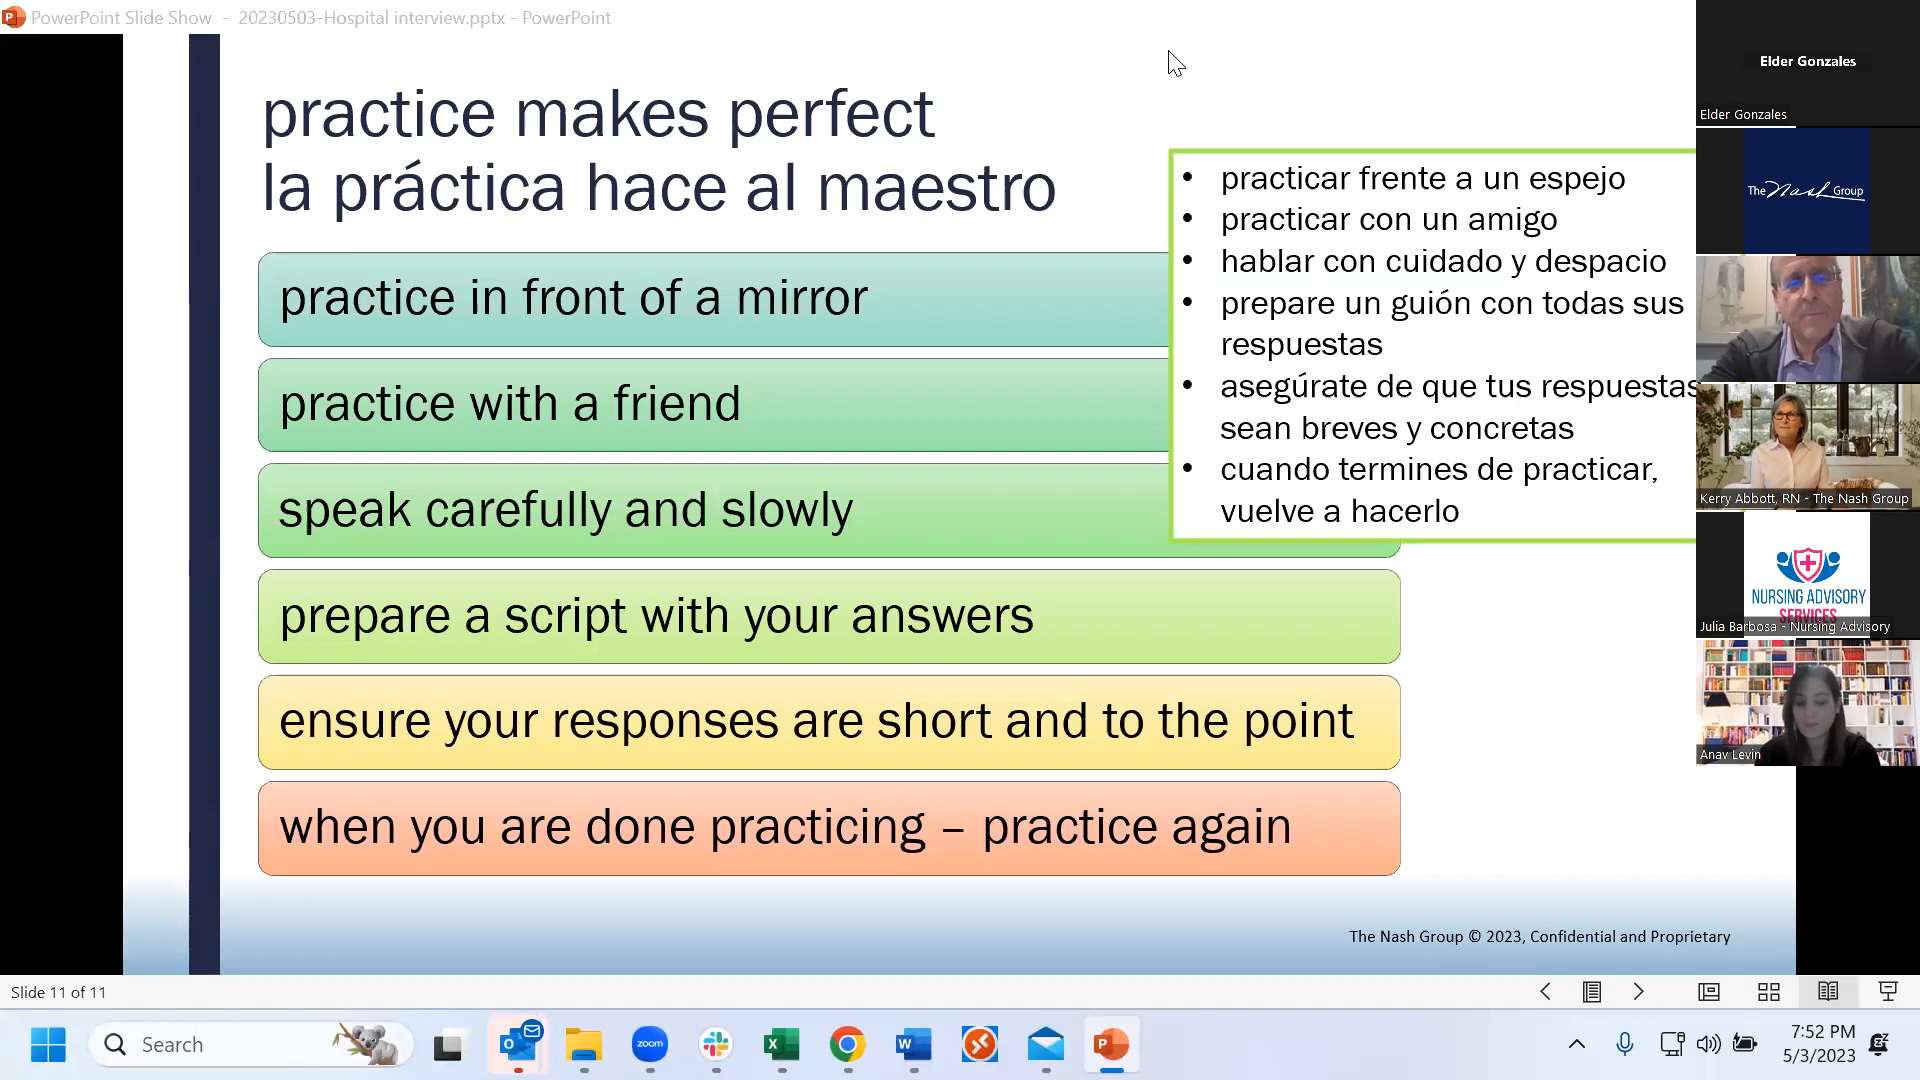 PowerPoint Slide Show - 20230503-Hospital interview.pptx - PowerPoint
practice makes perfect
la práctica hace al maestro
practice in front of a mirror
practice with a friend
speak carefully and slowly
prepare a script with your answers
ensure your responses are short and to the point
when you are done practicing – practice again
• practicar frente a un espejo
• practicar con un amigo
• hablar con cuidado y despacio
• prepare un guión con todas sus
respuestas
• asegúrate de que tus respuestas
sean breves y concretas
• cuando termines de practicar,
vuelve a hacerlo
The Nash Group © 2023, Confidential and Proprietary
Elder Gonzales
Elder Gonzales
The Nash Group
Kerry Abbott, RN - The Nash Group
NURSING ADVISORY
SERVICES
Julia Barbosa - Nursing Advisory
Anav Levin
Slide 11 of 11
Search
zoom
7:52 PM
5/3/2023